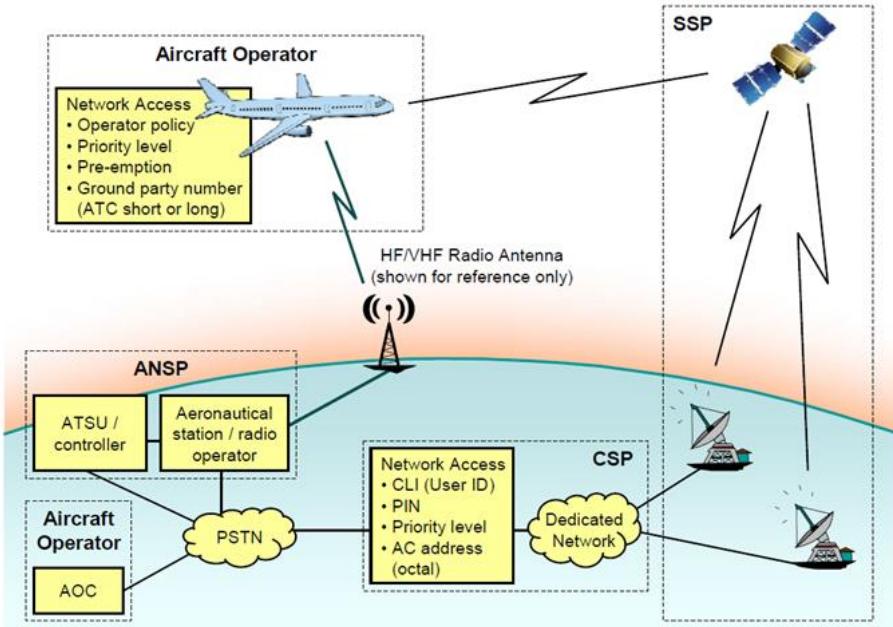 Aircraft Operator
SSP
Network Access
• Operator policy
• Priority level
• Pre-emption
• Ground party number
(ATC short or long)
HF/VHF Radio Antenna
(shown for reference only)
ANSP
ATSU /
controller
Aeronautical
station / radio
operator
CSP
Network Access
• CLI (User ID)
• PIN
• Priority level
• AC address
(octal)
Dedicated
Network
PSTN
Aircraft
Operator
AOC